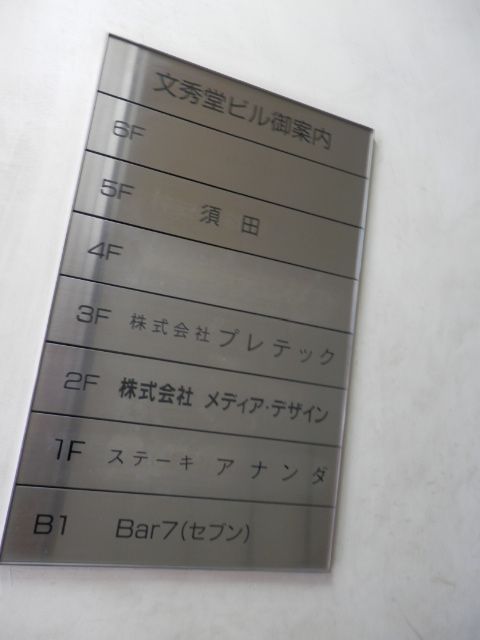 文秀堂ビル御案内
6F
5F 須田
4F
3F 株式会社プレテック
2F 株式会社 メディア・デザイン
1F ステーキ アナンダ
B1 Bar7(セブン)